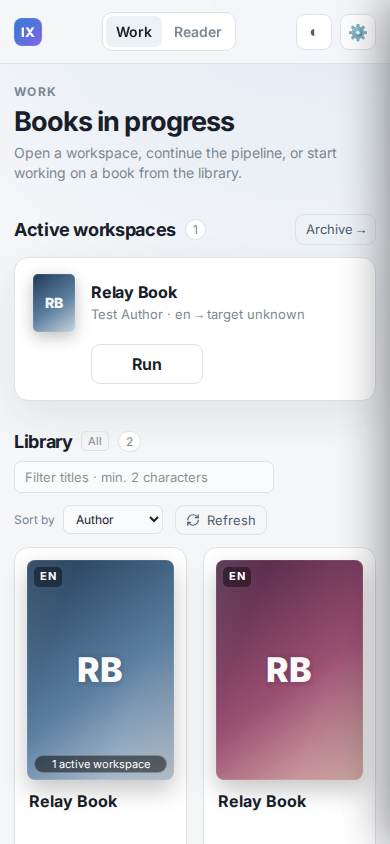 IX
Work Reader
WORK
Books in progress
Open a workspace, continue the pipeline, or start
working on a book from the library.
Active workspaces 1 Archive →
RB
Relay Book
Test Author · en → target unknown
Run
Library All 2
Filter titles · min. 2 characters
Sort by Author Refresh
EN
RB
1 active workspace
Relay Book
EN
RB
Relay Book